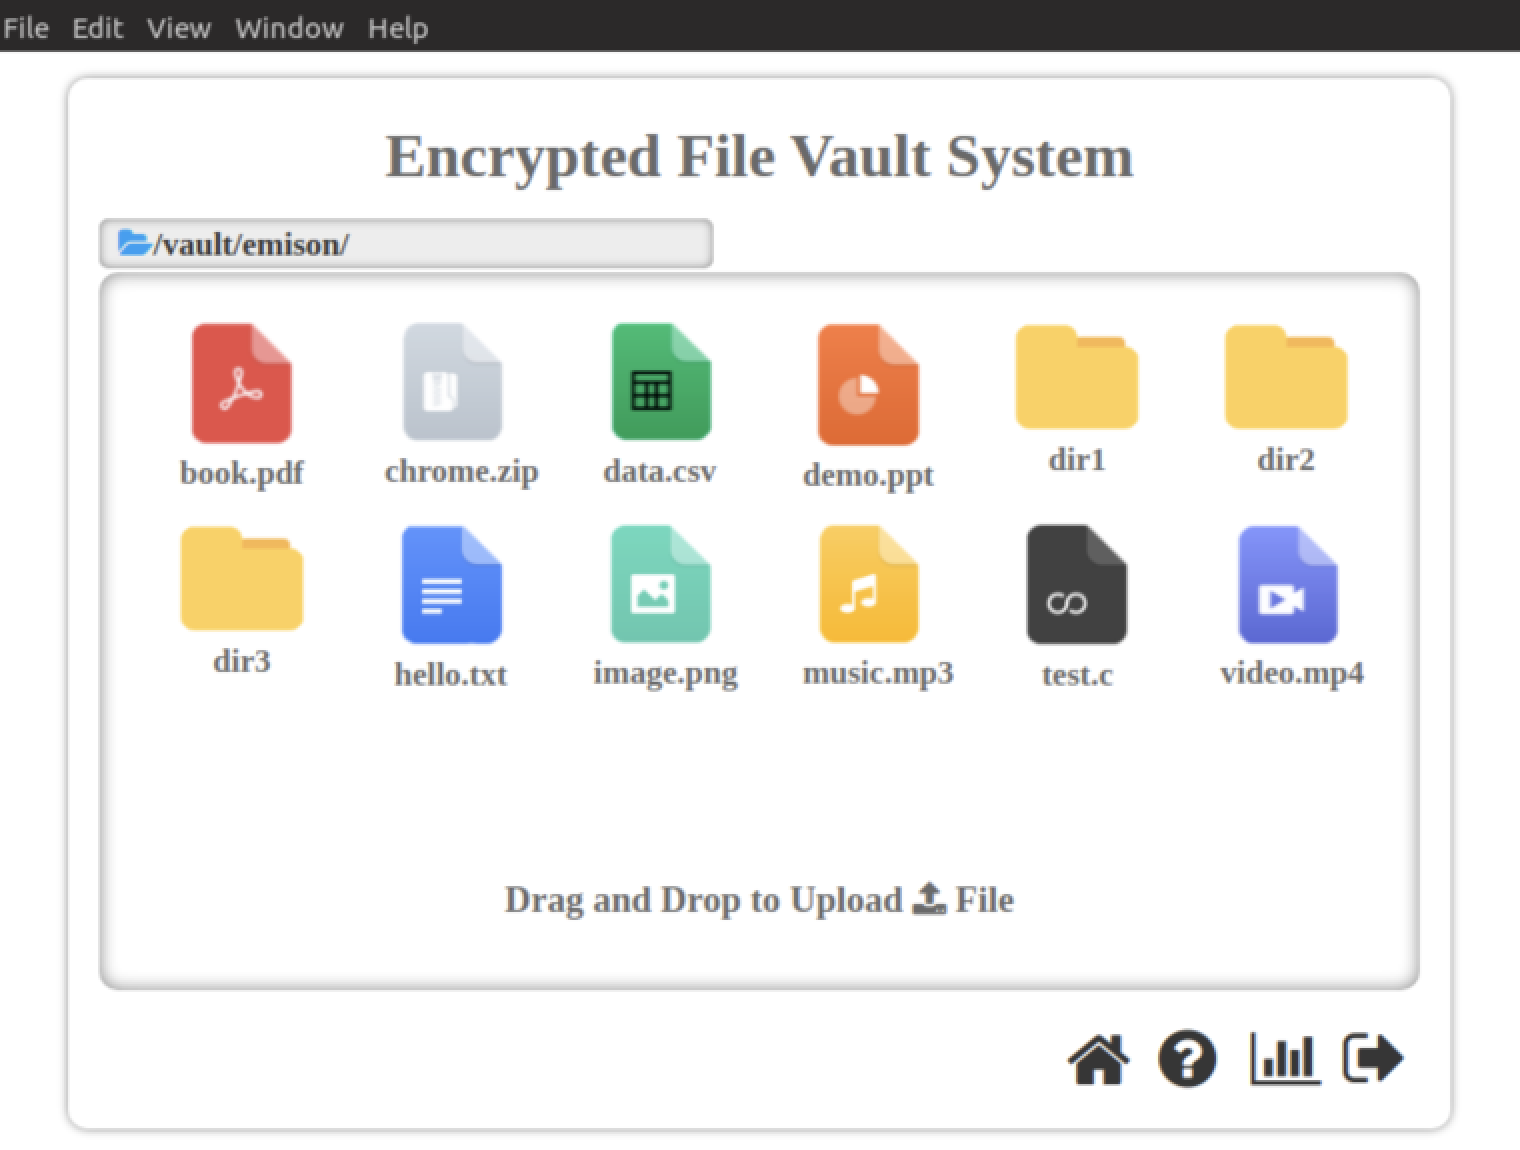 File Edit View Window Help
Encrypted File Vault System
/vault/emison/
book.pdf chrome.zip data.csv demo.ppt dir1 dir2
dir3 hello.txt image.png music.mp3 test.c video.mp4
Drag and Drop to Upload File